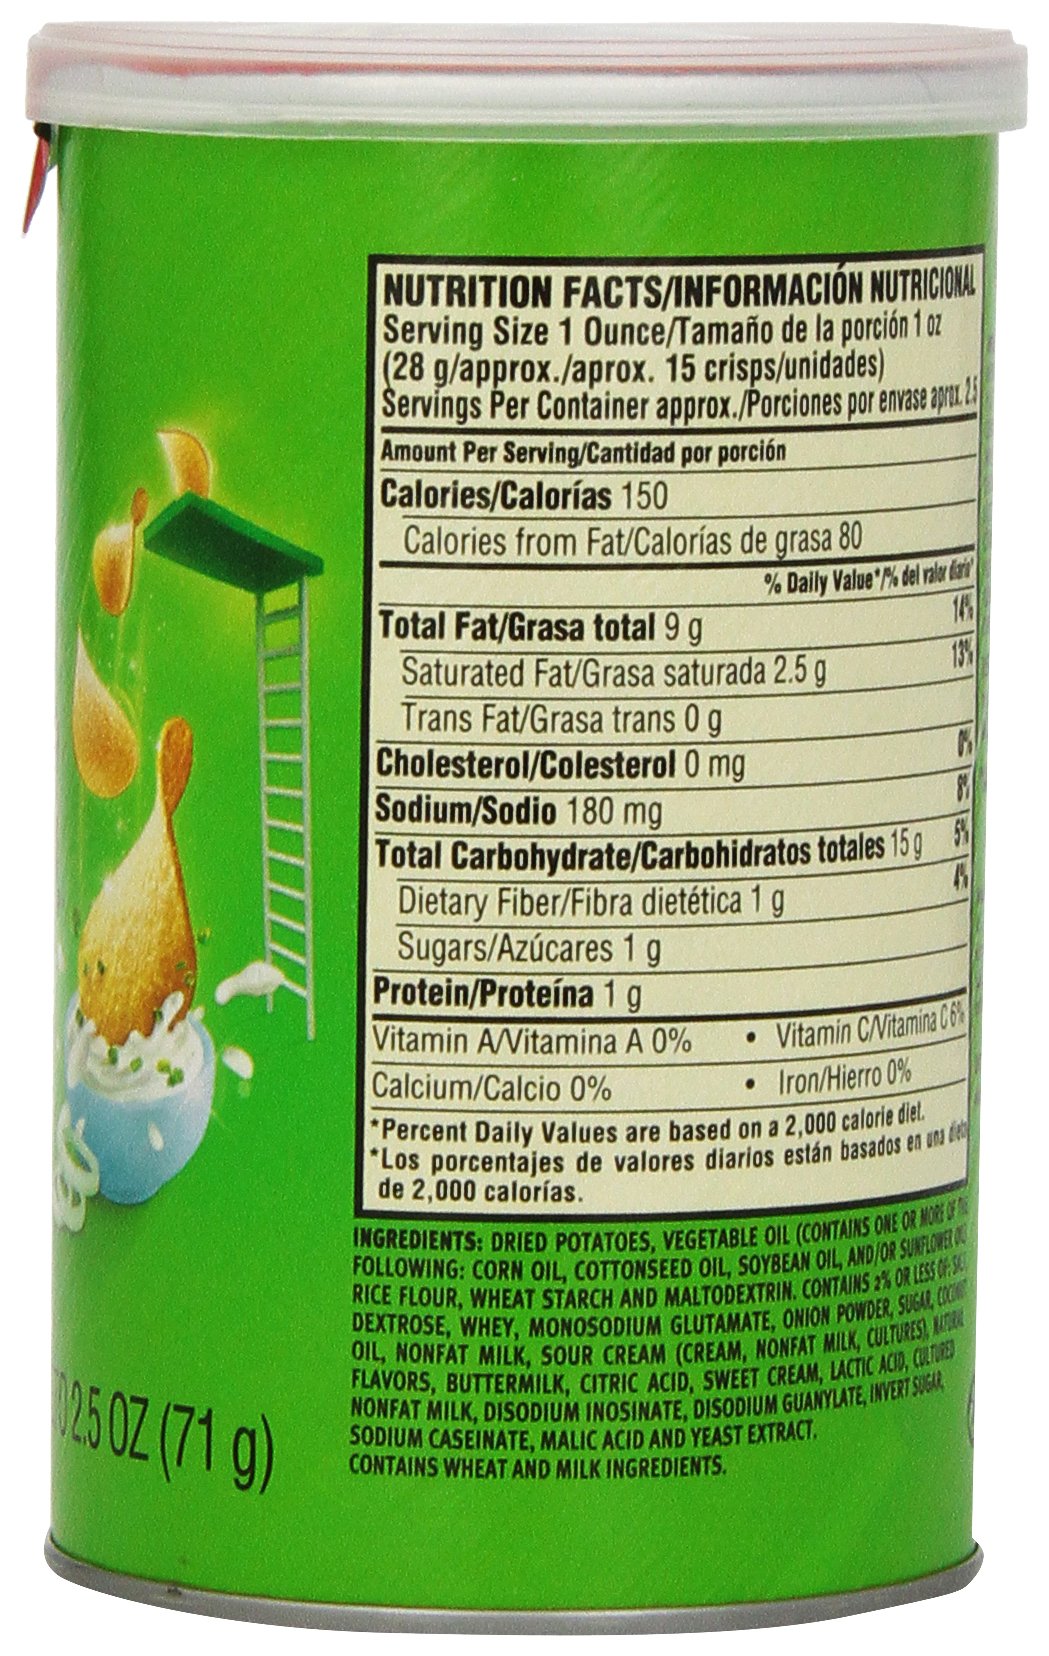 NUTRITION FACTS/INFORMACIÓN NUTRICIONAL
Serving Size 1 Ounce/Tamaño de la porción 1 oz
(28 g/approx./aprox. 15 crisps/unidades)
Servings Per Container approx./Porciones por envase aprox. 2.5
Amount Per Serving/Cantidad por porción
Calories/Calorías 150
Calories from Fat/Calorías de grasa 80
% Daily Value*/% del valor diario*
Total Fat/Grasa total 9 g 14%
Saturated Fat/Grasa saturada 2.5 g 13%
Trans Fat/Grasa trans 0 g
Cholesterol/Colesterol 0 mg 0%
Sodium/Sodio 180 mg 8%
Total Carbohydrate/Carbohidratos totales 15 g 5%
Dietary Fiber/Fibra dietética 1 g 4%
Sugars/Azúcares 1 g
Protein/Proteína 1 g
Vitamin A/Vitamina A 0% • Vitamin C/Vitamina C 6%
Calcium/Calcio 0% • Iron/Hierro 0%
*Percent Daily Values are based on a 2,000 calorie diet.
*Los porcentajes de valores diarios están basados en una dieta
de 2,000 calorías.
INGREDIENTS: DRIED POTATOES, VEGETABLE OIL (CONTAINS ONE OR MORE OF THE
FOLLOWING: CORN OIL, COTTONSEED OIL, SOYBEAN OIL, AND/OR SUNFLOWER OIL),
RICE FLOUR, WHEAT STARCH AND MALTODEXTRIN. CONTAINS 2% OR LESS OF: SALT,
DEXTROSE, WHEY, MONOSODIUM GLUTAMATE, ONION POWDER, SUGAR, COCONUT
OIL, NONFAT MILK, SOUR CREAM (CREAM, NONFAT MILK, CULTURES), NATURAL
FLAVORS, BUTTERMILK, CITRIC ACID, SWEET CREAM, LACTIC ACID, CULTURED
NONFAT MILK, DISODIUM INOSINATE, DISODIUM GUANYLATE, INVERT SUGAR,
SODIUM CASEINATE, MALIC ACID AND YEAST EXTRACT.
CONTAINS WHEAT AND MILK INGREDIENTS.
2.5 OZ (71 g)